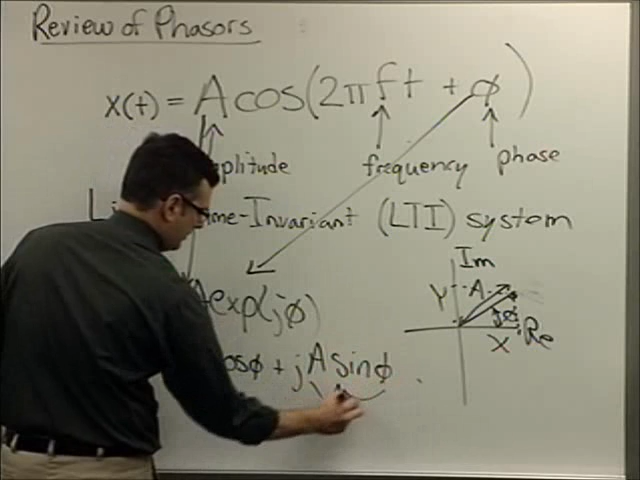 Review of Phasors
x(t) = A cos(2πft + φ)
plitude frequency phase
L me-Invariant (LTI) system
Im
Y A
Aexp(jφ) φ
X Re
osφ + jA sinφ